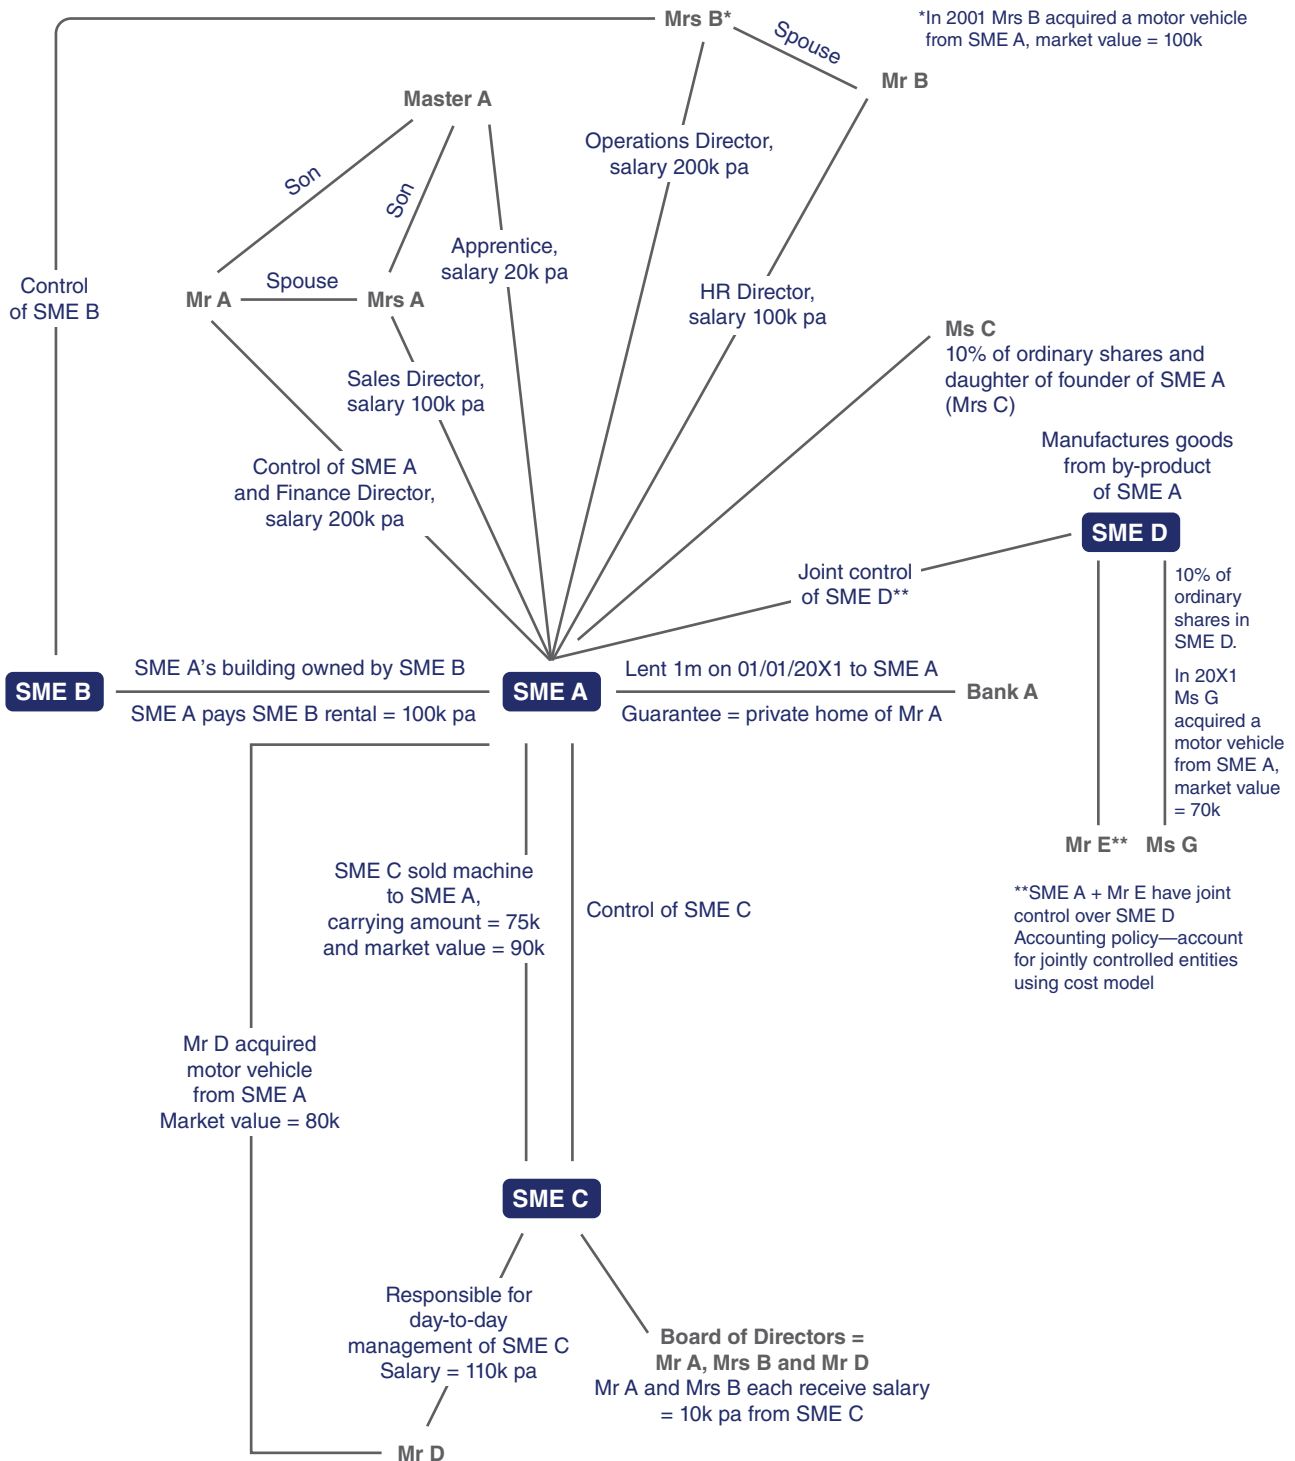 Mrs B*
*In 2001 Mrs B acquired a motor vehicle
from SME A, market value = 100k
Spouse
Mr B
Master A
Operations Director,
salary 200k pa
Son
Son
Apprentice,
salary 20k pa
Control
of SME B
Mr A
Spouse
Mrs A
HR Director,
salary 100k pa
Ms C
10% of ordinary shares and
daughter of founder of SME A
(Mrs C)
Sales Director,
salary 100k pa
Control of SME A
and Finance Director,
salary 200k pa
Manufactures goods
from by-product
of SME A
SME D
Joint control
of SME D**
10% of
ordinary
shares in
SME D.
In 20X1
Ms G
acquired a
motor vehicle
from SME A,
market value
= 70k
SME B
SME A's building owned by SME B
SME A pays SME B rental = 100k pa
SME A
Lent 1m on 01/01/20X1 to SME A
Guarantee = private home of Mr A
Bank A
Mr E**
Ms G
**SME A + Mr E have joint
control over SME D
Accounting policy—account
for jointly controlled entities
using cost model
SME C sold machine
to SME A,
carrying amount = 75k
and market value = 90k
Control of SME C
Mr D acquired
motor vehicle
from SME A
Market value = 80k
SME C
Responsible for
day-to-day
management of SME C
Salary = 110k pa
Board of Directors =
Mr A, Mrs B and Mr D
Mr A and Mrs B each receive salary
= 10k pa from SME C
Mr D